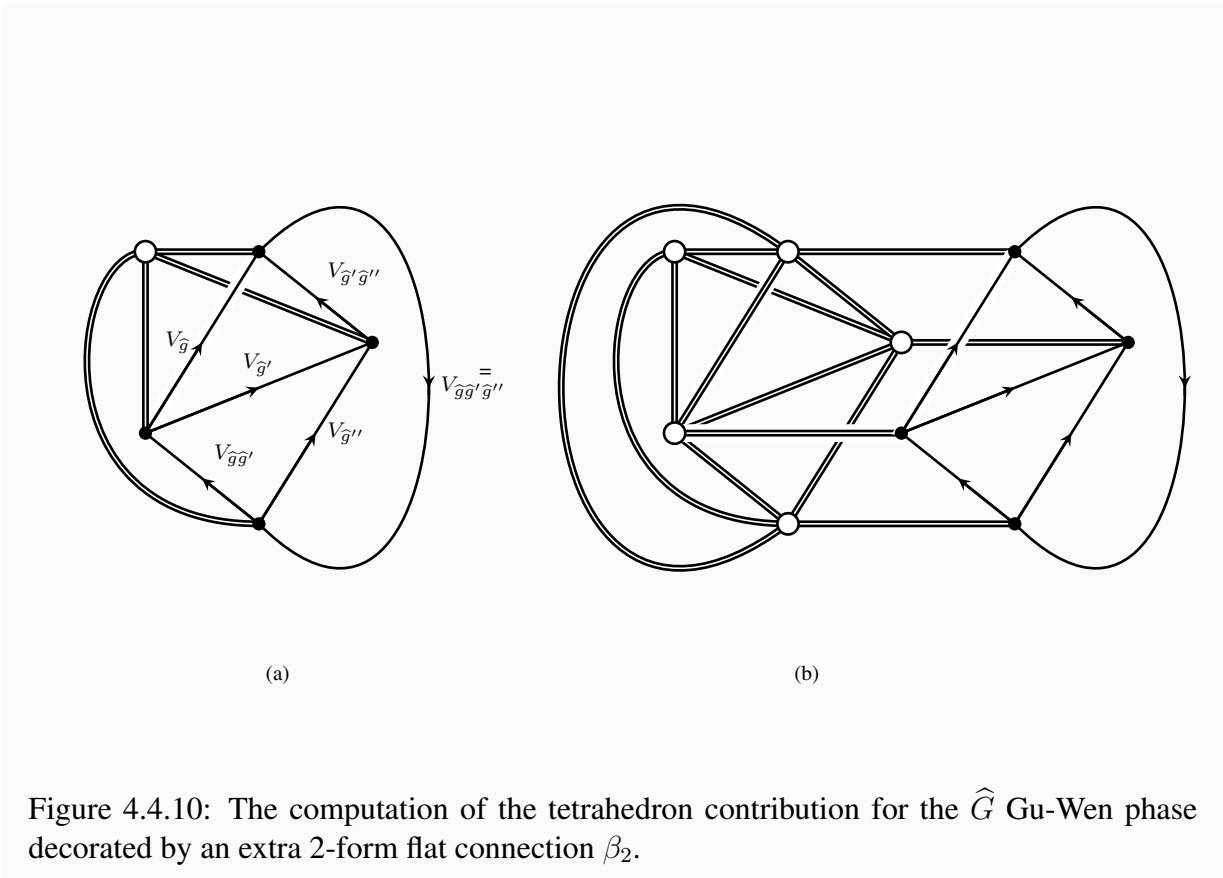 V_{\widehat{g}'\widehat{g}''}
V_{\widehat{g}}
V_{\widehat{g}'}
V_{\widehat{g}\widehat{g}'\widehat{g}''} =
V_{\widehat{g}''}
V_{\widehat{g}\widehat{g}'}
(a)
(b)
Figure 4.4.10: The computation of the tetrahedron contribution for the \widehat{G} Gu-Wen phase
decorated by an extra 2-form flat connection β₂.